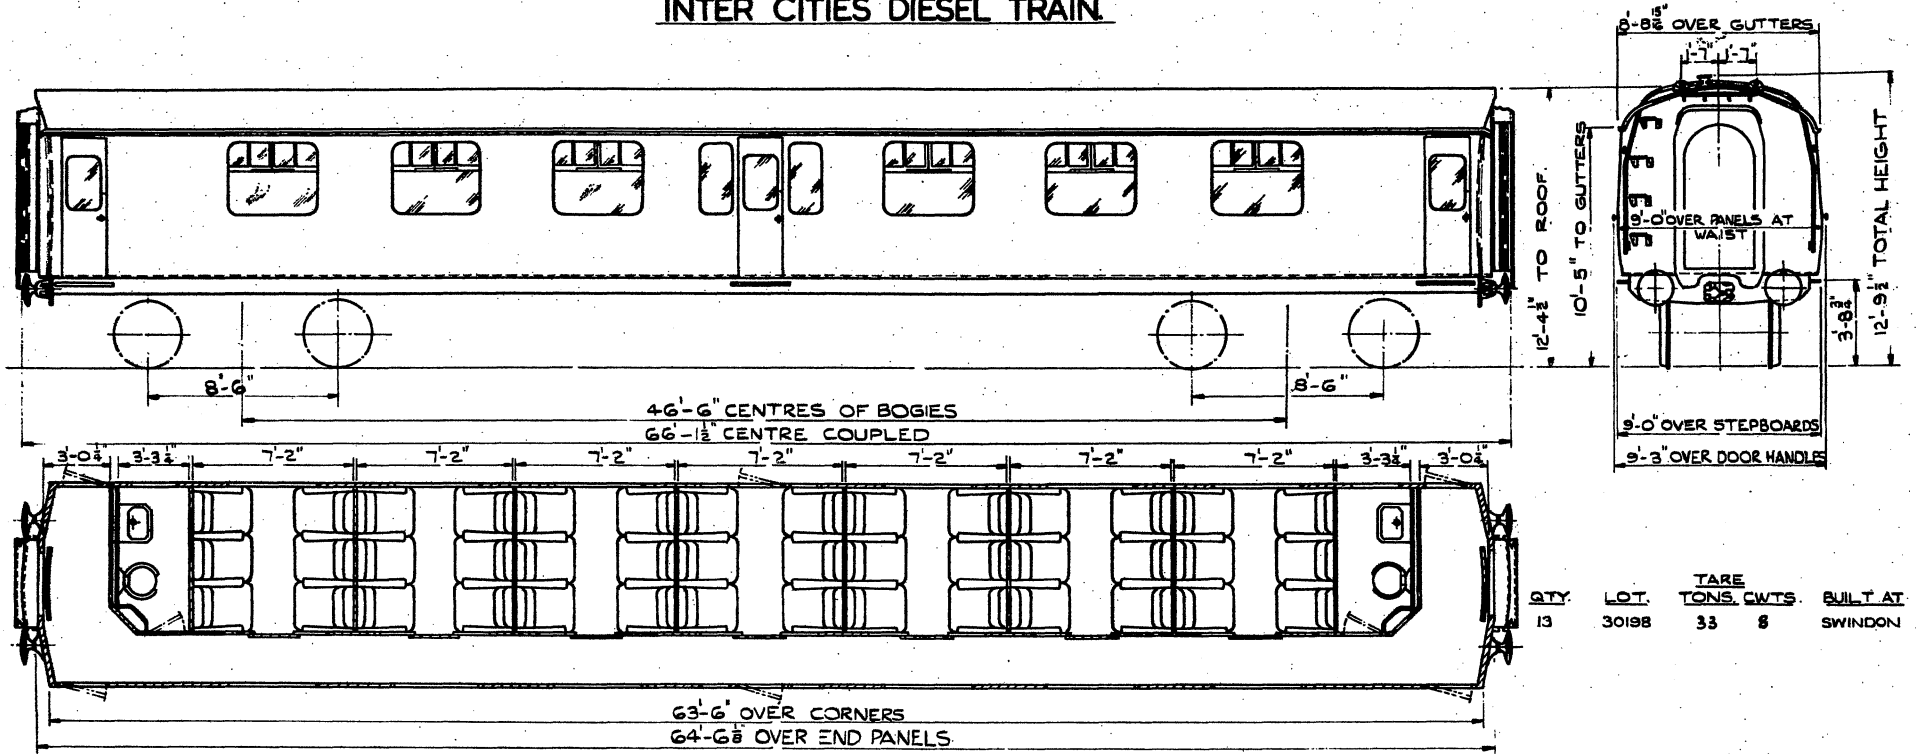 INTER CITIES DIESEL TRAIN.
8'-8 15/16" OVER GUTTERS
1'-7" 1'-7"
12'-4½" TO ROOF.
10'-5" TO GUTTERS
9'-0" OVER PANELS AT
WAIST
3'-8¾"
12'-9½" TOTAL HEIGHT
8'-6" 8'-6"
46'-6" CENTRES OF BOGIES
66'-1½" CENTRE COUPLED
9'-0" OVER STEPBOARDS
9'-3" OVER DOOR HANDLES
3'-0¼" 3'-3¼" 7'-2" 7'-2" 7'-2" 7'-2" 7'-2" 7'-2" 7'-2" 3'-3¼" 3'-0¼"
TARE
QTY. LOT. TONS. CWTS. BUILT AT
13 30198 33 8 SWINDON
63'-6" OVER CORNERS
64'-6⅛" OVER END PANELS